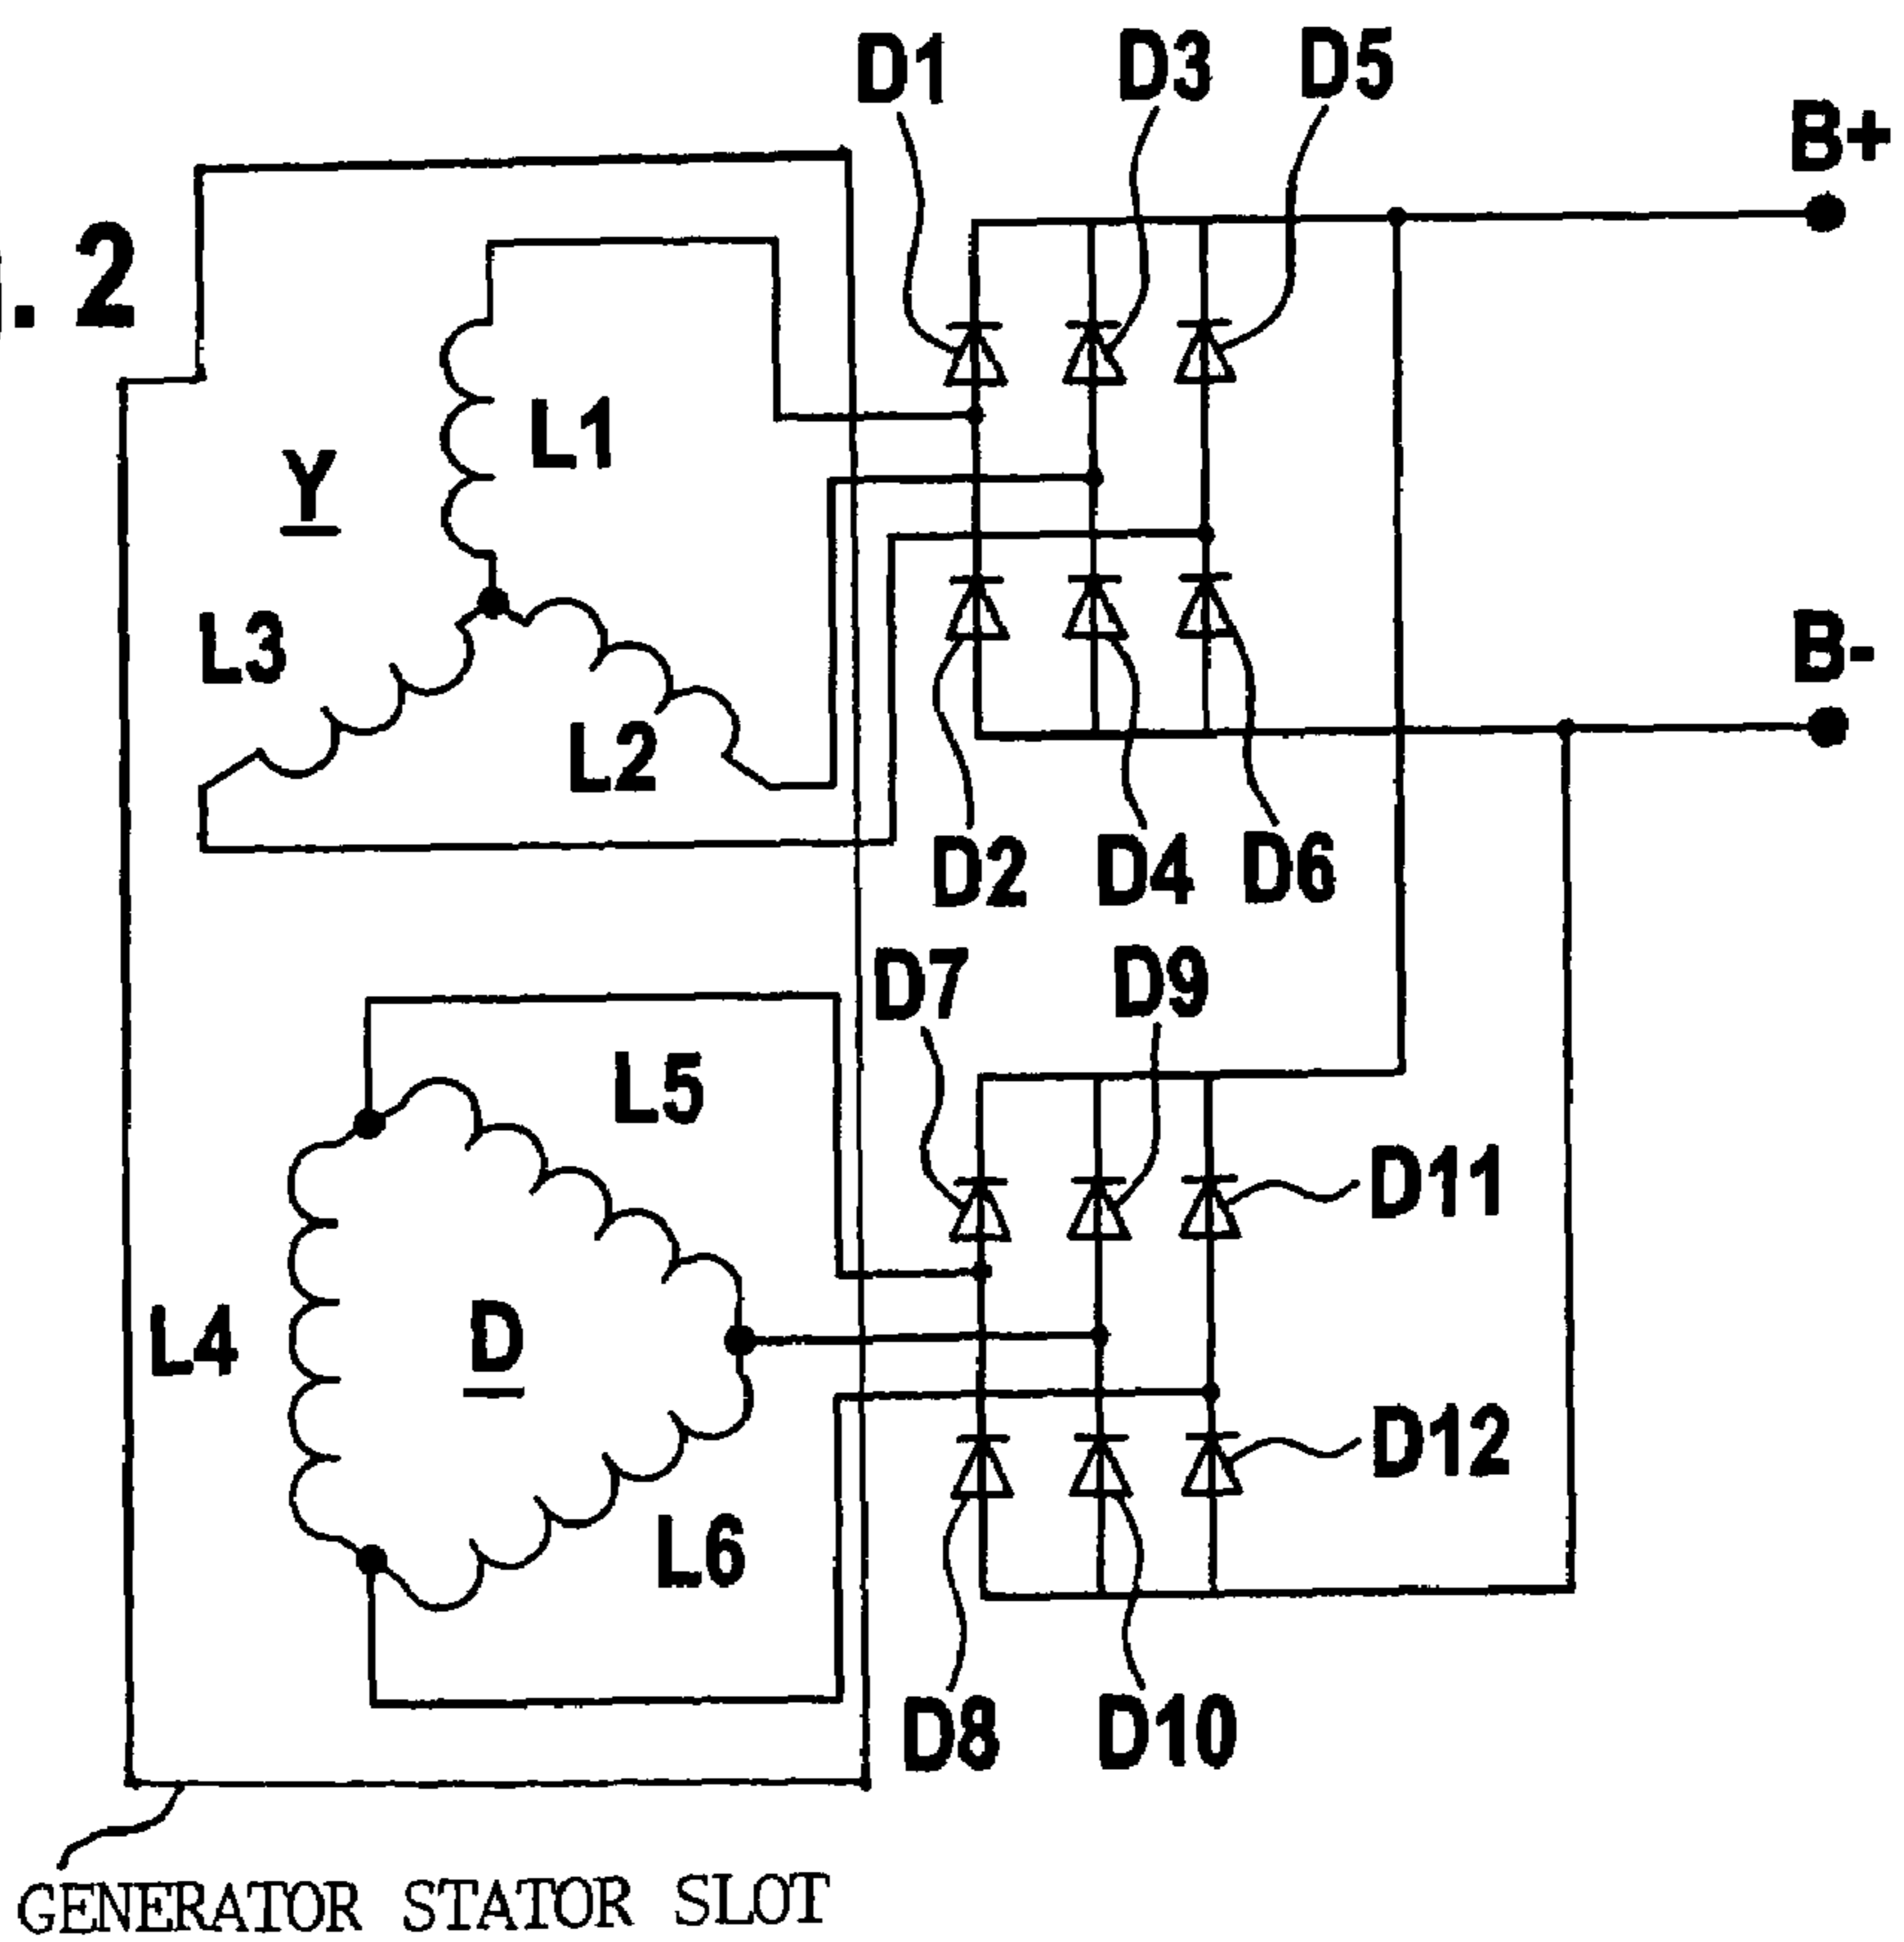 D1 D3 D5
B+
. 2
L1
Y
L3
B-
L2
D2 D4 D6
D7 D9
L5
D11
L4
D
D12
L6
D8 D10
GENERATOR STATOR SLOT